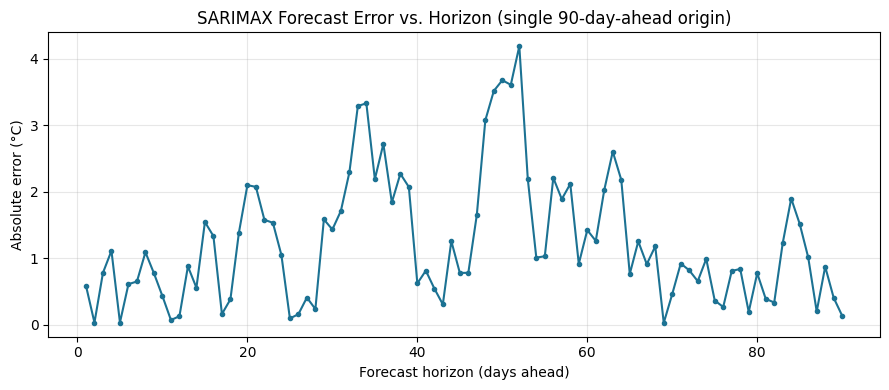 SARIMAX Forecast Error vs. Horizon (single 90-day-ahead origin)
Absolute error (°C)
4
3
2
1
0
0 20 40 60 80
Forecast horizon (days ahead)